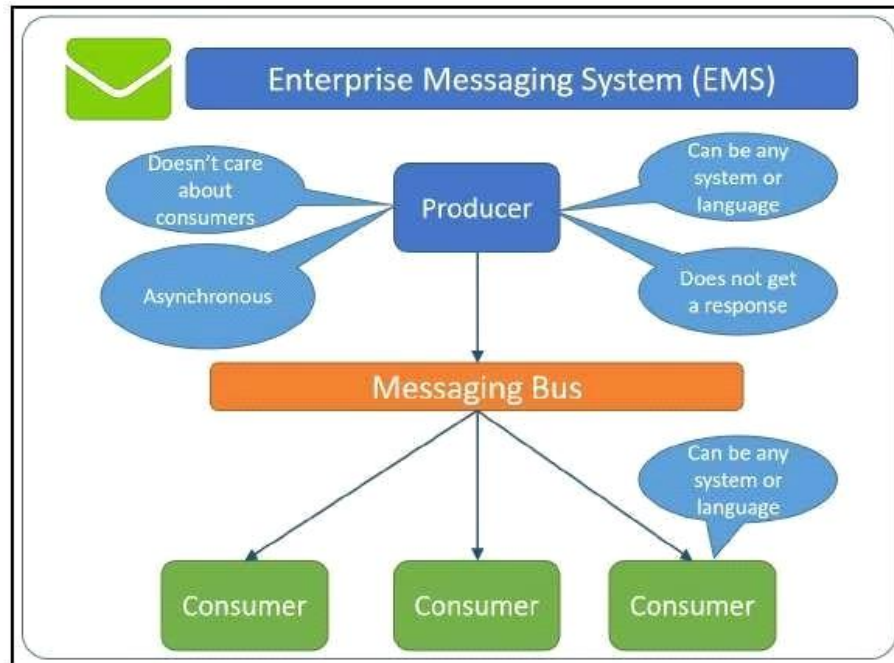 Enterprise Messaging System (EMS)
Doesn't care
about
consumers
Can be any
system or
language
Producer
Asynchronous
Does not get
a response
Messaging Bus
Can be any
system or
language
Consumer
Consumer
Consumer